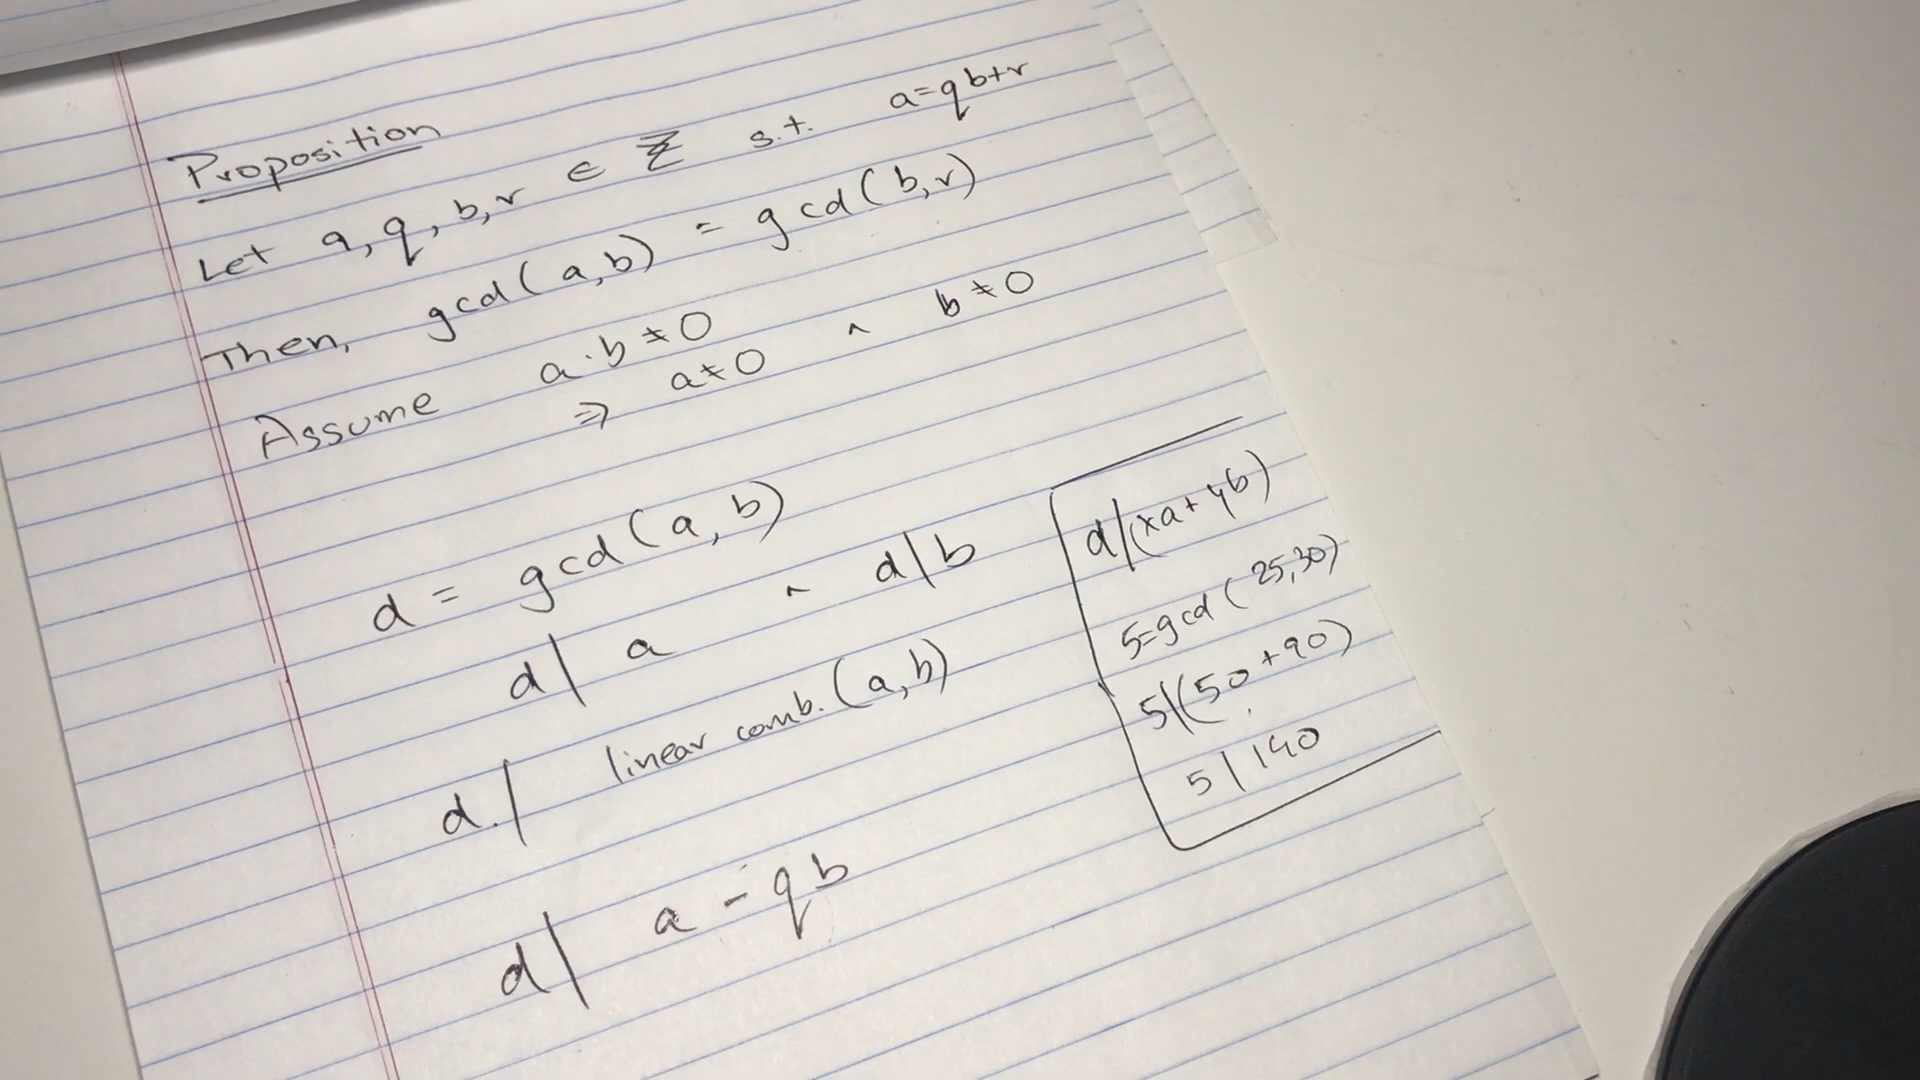 Proposition
Let a, q, b, r ∈ ℤ s.t. a=qb+r
Then, gcd(a,b) = gcd(b,r)
Assume a·b≠0
⇒ a≠0 ^ b≠0
d = gcd(a,b)
d| a ^ d|b
d.| linear comb. (a,b)
d| a - qb
d|(xa+yb)
5=gcd(25,30)
5|(50+90)
5|140